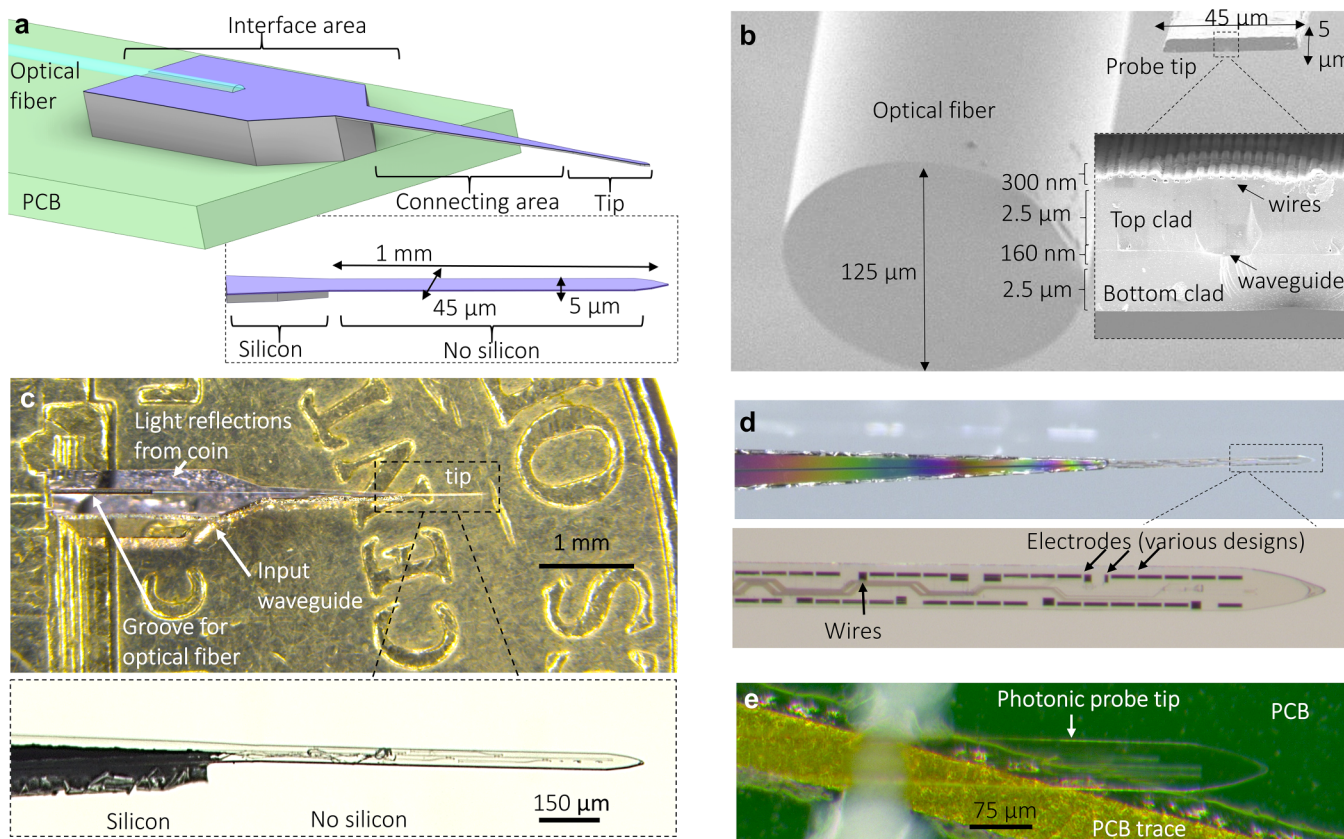 a
Interface area
Optical
fiber
PCB
Connecting area
Tip
1 mm
45 µm
5 µm
Silicon
No silicon
b
45 µm
5
µm
Probe tip
Optical fiber
125 µm
300 nm
2.5 µm
160 nm
2.5 µm
wires
Top clad
waveguide
Bottom clad
c
Light reflections
from coin
tip
1 mm
Input
waveguide
Groove for
optical fiber
150 µm
Silicon
No silicon
d
Electrodes (various designs)
Wires
e
Photonic probe tip
PCB
75 µm
PCB trace